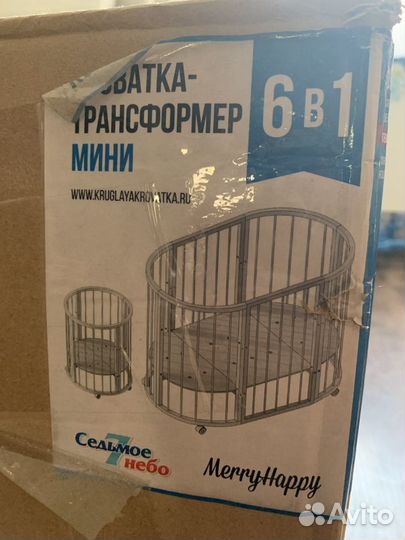 ОВАТКА-
ТРАНСФОРМЕР
МИНИ
6 в 1
WWW.KRUGLAYAKROVATKA.RU
Седьмое
7
небо
MerryHappy
Avito